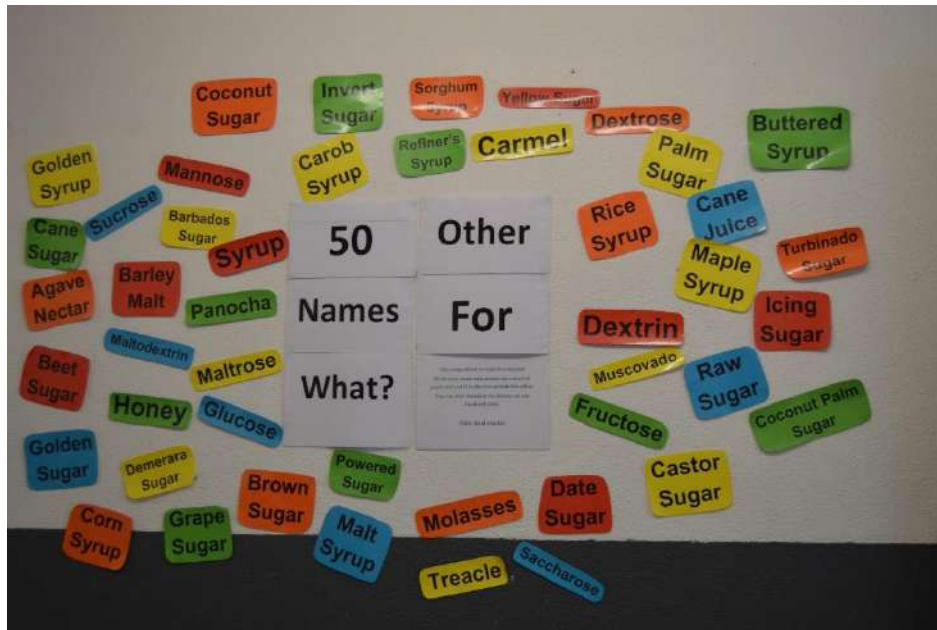 Coconut
Sugar
Invert
Sugar
Sorghum
Syrup
Yellow Sugar
Dextrose
Buttered
Syrup
Golden
Syrup
Mannose
Carob
Syrup
Refiner's
Syrup
Carmel
Palm
Sugar
Cane
Sugar
Sucrose
Barbados
Sugar
Syrup
50
Other
Rice
Syrup
Cane
Juice
Turbinado
Sugar
Agave
Nectar
Barley
Malt
Panocha
Names
For
Maple
Syrup
Icing
Sugar
Dextrin
Maltodextrin
Maltrose
Beet
Sugar
Honey
Glucose
What?
Muscovado
Raw
Sugar
Fructose
Coconut Palm
Sugar
Golden
Sugar
Demerara
Sugar
Brown
Sugar
Powered
Sugar
Castor
Sugar
Corn
Syrup
Grape
Sugar
Malt
Syrup
Molasses
Date
Sugar
Treacle
Saccharose